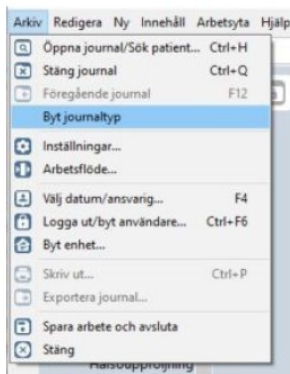 Arkiv Redigera Ny Innehåll Arbetsyta Hjälp
Öppna journal/Sök patient... Ctrl+H
Stäng journal Ctrl+Q
Föregående journal F12
Byt journaltyp
Inställningar...
Arbetsflöde...
Välj datum/ansvarig... F4
Logga ut/byt användare... Ctrl+F6
Byt enhet...
Skriv ut... Ctrl+P
Exportera journal...
Spara arbete och avsluta
Stäng